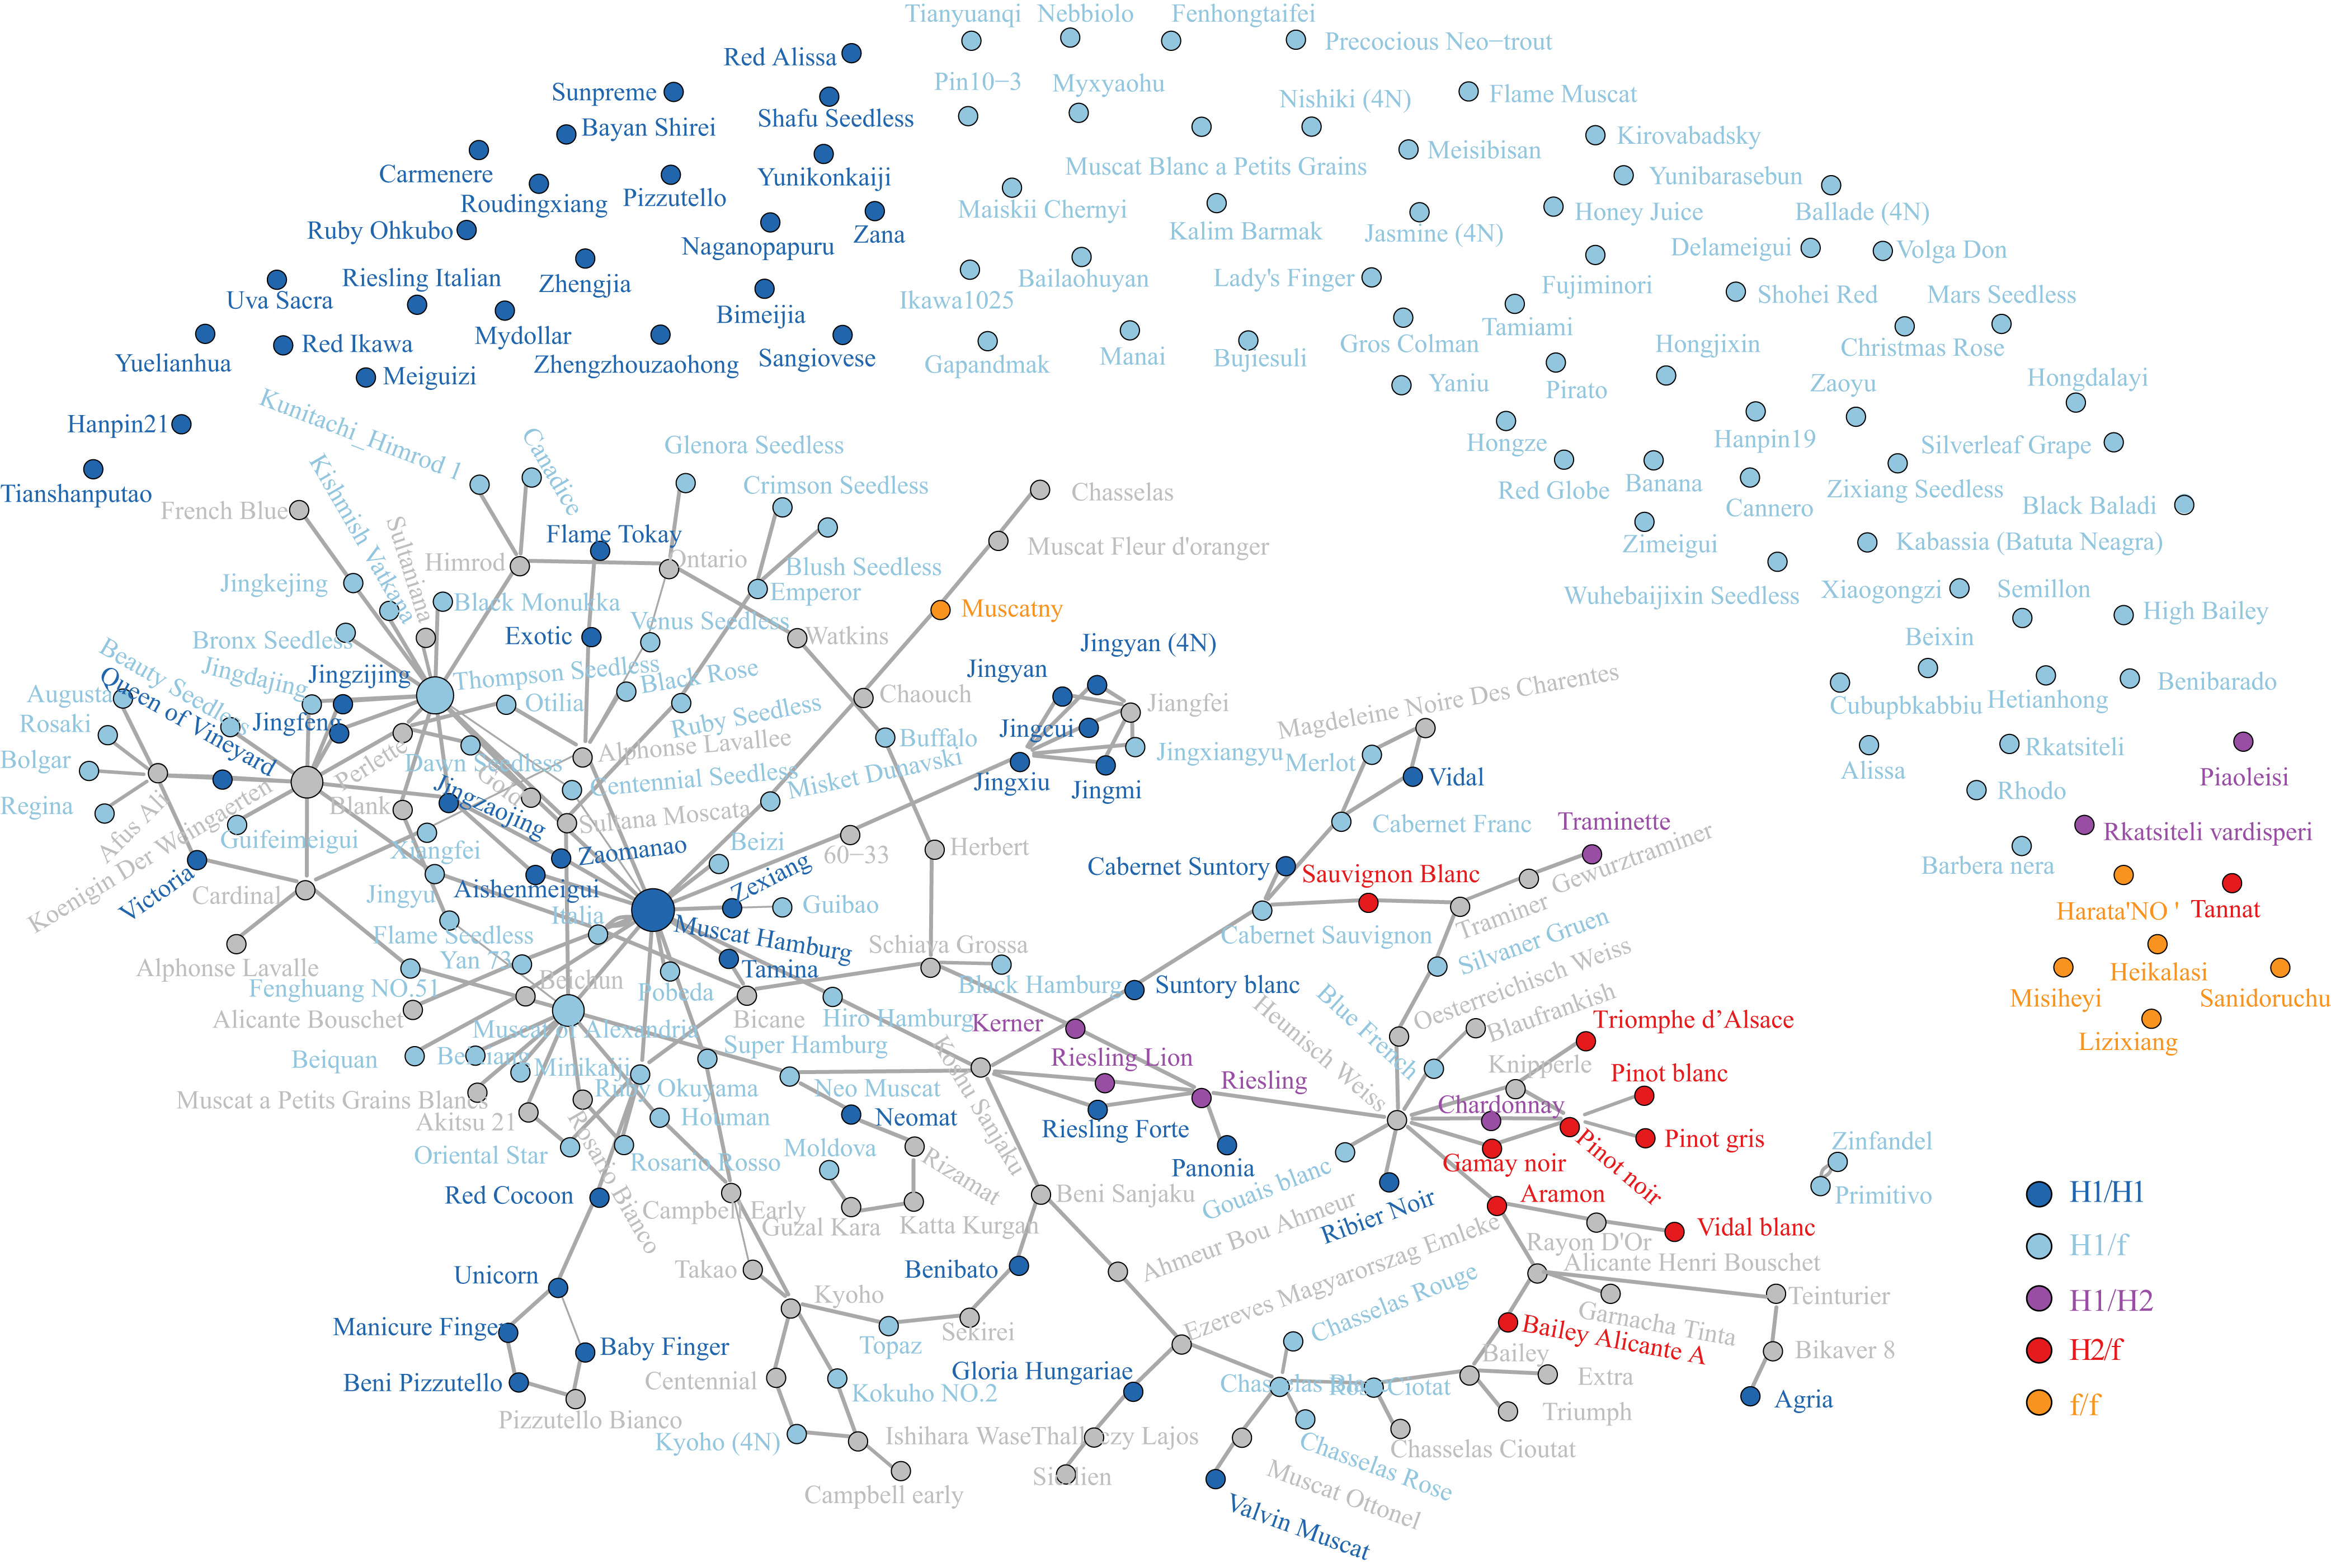 Tianyuanqi
Nebbiolo
Fenhongtaifei
Precocious Neo−trout
Red Alissa
Pin10−3
Myxyaohu
Nishiki (4N)
Flame Muscat
Sunpreme
Bayan Shirei
Shafu Seedless
Kirovabadsky
Carmenere
Roudingxiang
Pizzutello
Yunikonkaiji
Muscat Blanc a Petits Grains
Meisibisan
Yunibarasebun
Ruby Ohkubo
Naganopapuru
Zana
Maiskii Chernyi
Kalim Barmak
Jasmine (4N)
Honey Juice
Ballade (4N)
Delameigui
Volga Don
Uva Sacra
Riesling Italian
Zhengjia
Bimeijia
Ikawa1025
Bailaohuyan
Lady's Finger
Fujiminori
Shohei Red
Mars Seedless
Yuelianhua
Red Ikawa
Mydollar
Zhengzhouzaohong
Sangiovese
Gapandmak
Manai
Bujiesuli
Gros Colman
Tamiami
Hongjixin
Christmas Rose
Meiguizi
Yaniu
Pirato
Zaoyu
Hongdalayi
Hanpin21
Tianshanputao
Kunitachi_Himrod 1
Canadice
Glenora Seedless
Crimson Seedless
Chasselas
Hongze
Hanpin19
Silverleaf Grape
Red Globe
Banana
Cannero
Zixiang Seedless
Black Baladi
French Blue
Kishmish Vatkana
Sultaniana
Himrod
Flame Tokay
Ontario
Blush Seedless
Emperor
Muscat Fleur d'oranger
Zimeigui
Kabassia (Batuta Neagra)
Wuhebaijixin Seedless
Xiaogongzi
Semillon
High Bailey
Jingkejing
Black Monukka
Venus Seedless
Muscatny
Bronx Seedless
Exotic
Watkins
Jingyan (4N)
Beixin
Beauty Seedless
Jingdajing
Jingzijing
Thompson Seedless
Black Rose
Jingyan
Jiangfei
Magdeleine Noire Des Charentes
Cubupbkabbiu
Hetianhong
Benibarado
Augusta
Queen of Vineyard
Otilia
Chaouch
Rosaki
Jingfeng
Ruby Seedless
Buffalo
Jingcui
Jingxiangyu
Merlot
Vidal
Alissa
Rkatsiteli
Piaoleisi
Bolgar
Perlette
Dawn Seedless
Alphonse Lavallee
Centennial Seedless
Misket Dunavski
Jingxiu
Jingmi
Rhodo
Regina
Afus Ali
Koenigin Der Weingaerten
Blank
Gold
Jingzaojing
Sultana Moscata
Cabernet Franc
Traminette
Rkatsiteli vardisperi
Guifeimeigui
Xiangfei
Zaomanao
Beizi
60−33
Herbert
Cabernet Suntory
Sauvignon Blanc
Gewurztraminer
Barbera nera
Victoria
Cardinal
Jingyu
Aishenmeigui
Zexiang
Guibao
Traminer
Harata'NO '
Tannat
Italia
Muscat Hamburg
Schiava Grossa
Cabernet Sauvignon
Silvaner Gruen
Alphonse Lavalle
Flame Seedless
Yan 73
Tamina
Black Hamburg
Suntory blanc
Oesterreichisch Weiss
Heikalasi
Misiheyi
Sanidoruchu
Fenghuang NO.51
Beichun
Pobeda
Alicante Bouschet
Muscat of Alexandria
Bicane
Hiro Hamburg
Kerner
Heunisch Weiss
Blue French
Blaufrankish
Triomphe d’Alsace
Lizixiang
Beiquan
Minikaiji
Super Hamburg
Koshu Sanjaku
Riesling Lion
Riesling
Knipperle
Pinot blanc
Muscat a Petits Grains Blancs
Rizay Okuyama
Neo Muscat
Chardonnay
Akitsu 21
Houman
Neomat
Riesling Forte
Pinot noir
Pinot gris
Oriental Star
Rosario Bianco
Rosario Rosso
Moldova
Rizamat
Panonia
Gouais blanc
Gamay noir
Zinfandel
Primitivo
Red Cocoon
Campbell Early
Guzal Kara
Katta Kurgan
Beni Sanjaku
Ahmeur Bou Ahmeur
Ribier Noir
Aramon
Vidal blanc
H1/H1
Rayon D'Or
H1/f
Unicorn
Takao
Benibato
Ezereves Magyarorszag Emleke
Alicante Henri Bouschet
Kyoho
Chasselas Rouge
Garnacha Tinta
Teinturier
H1/H2
Manicure Finger
Baby Finger
Topaz
Sekirei
Bailey Alicante A
Bailey
Bikaver 8
H2/f
Beni Pizzutello
Centennial
Kokuho NO.2
Gloria Hungariae
Ciotat
Extra
Agria
f/f
Pizzutello Bianco
Kyoho (4N)
Ishihara Wase
Triumph
Chasselas Cioutat
Campbell early
Chasselas Rose
Muscat Ottonel
Valvin Muscat